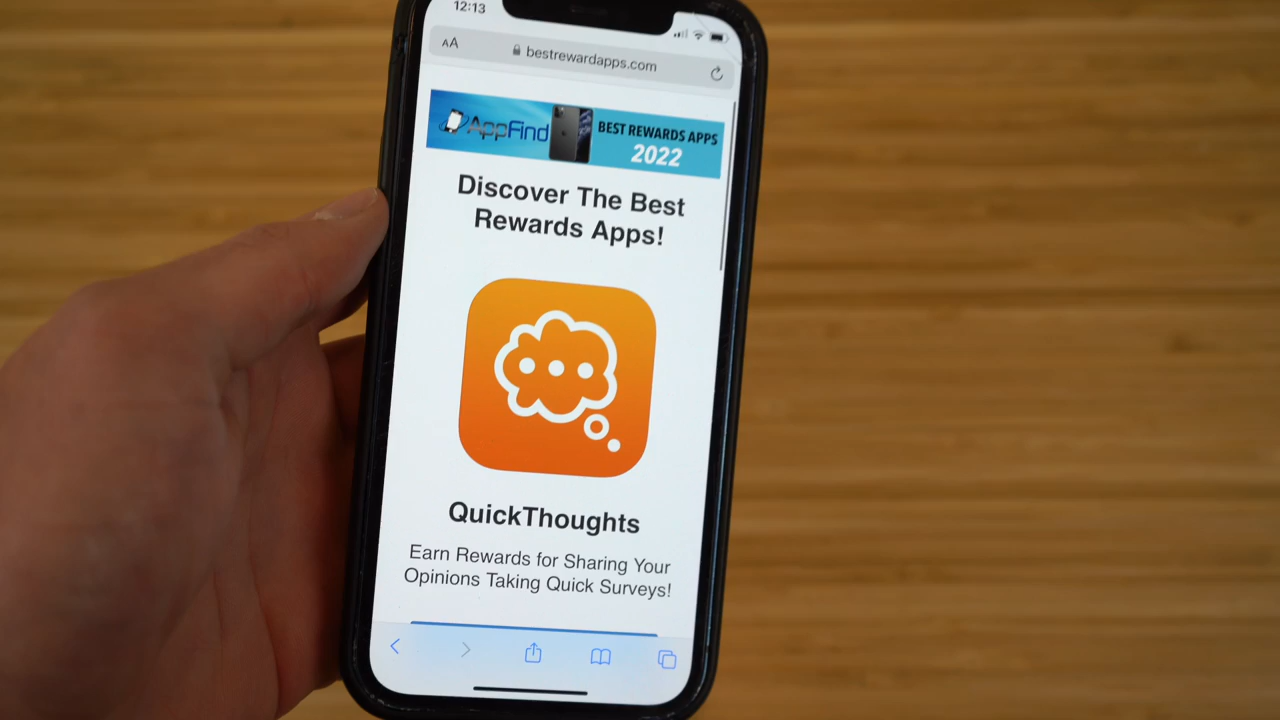 12:13
AA
bestrewardapps.com
AppFind
BEST REWARDS APPS
2022
Discover The Best
Rewards Apps!
QuickThoughts
Earn Rewards for Sharing Your
Opinions Taking Quick Surveys!